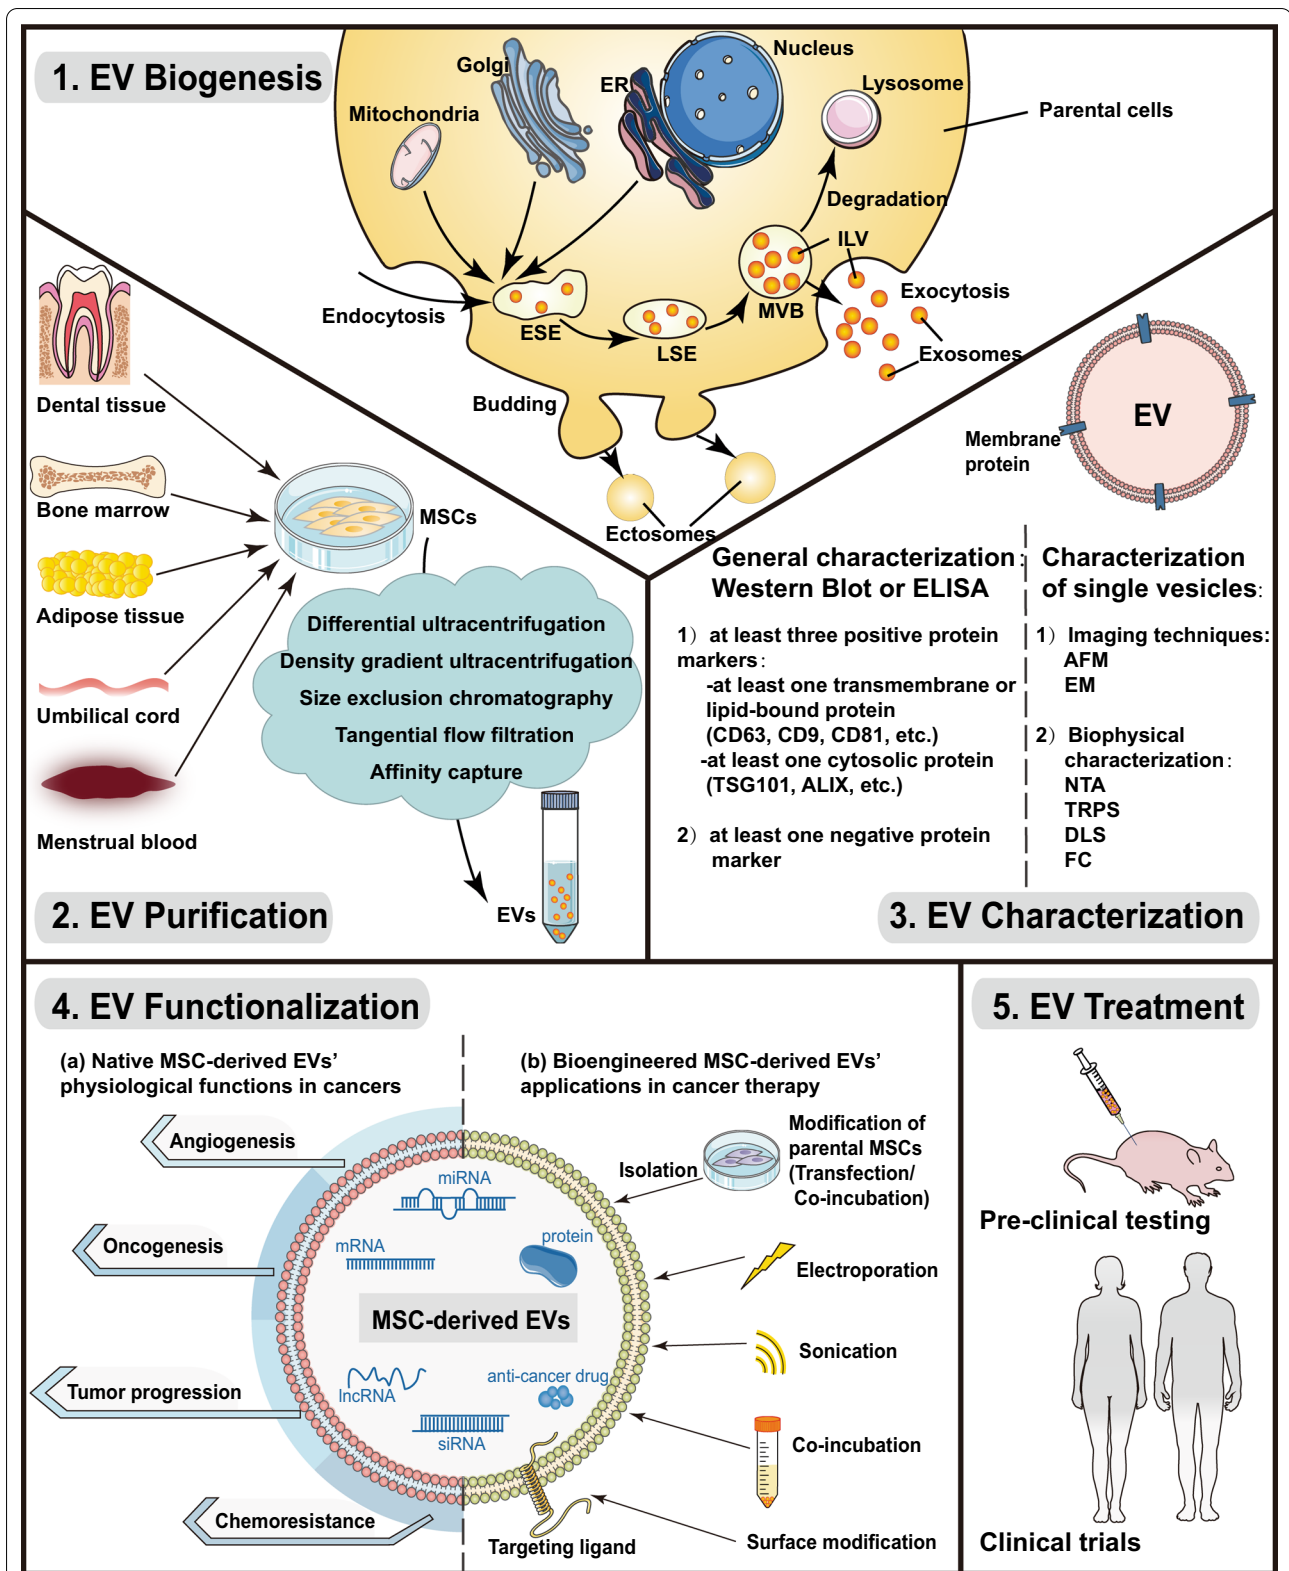 1. EV Biogenesis
Golgi
Nucleus
ER
Lysosome
Mitochondria
Parental cells
Degradation
ILV
Endocytosis
ESE
LSE
MVB
Exocytosis
Exosomes
Budding
Ectosomes
Dental tissue
Bone marrow
Adipose tissue
Umbilical cord
Menstrual blood
MSCs
Differential ultracentrifugation
Density gradient ultracentrifugation
Size exclusion chromatography
Tangential flow filtration
Affinity capture
EVs
2. EV Purification
EV
Membrane
protein
General characterization:
Western Blot or ELISA
1) at least three positive protein
markers:
-at least one transmembrane or
lipid-bound protein
(CD63, CD9, CD81, etc.)
-at least one cytosolic protein
(TSG101, ALIX, etc.)
2) at least one negative protein
marker
Characterization
of single vesicles:
1) Imaging techniques:
AFM
EM
2) Biophysical
characterization:
NTA
TRPS
DLS
FC
3. EV Characterization
4. EV Functionalization
(a) Native MSC-derived EVs'
physiological functions in cancers
Angiogenesis
Oncogenesis
Tumor progression
Chemoresistance
(b) Bioengineered MSC-derived EVs'
applications in cancer therapy
miRNA
mRNA
protein
MSC-derived EVs
lncRNA
anti-cancer drug
siRNA
Targeting ligand
Isolation
Modification of
parental MSCs
(Transfection/
Co-incubation)
Electroporation
Sonication
Co-incubation
Surface modification
5. EV Treatment
Pre-clinical testing
Clinical trials